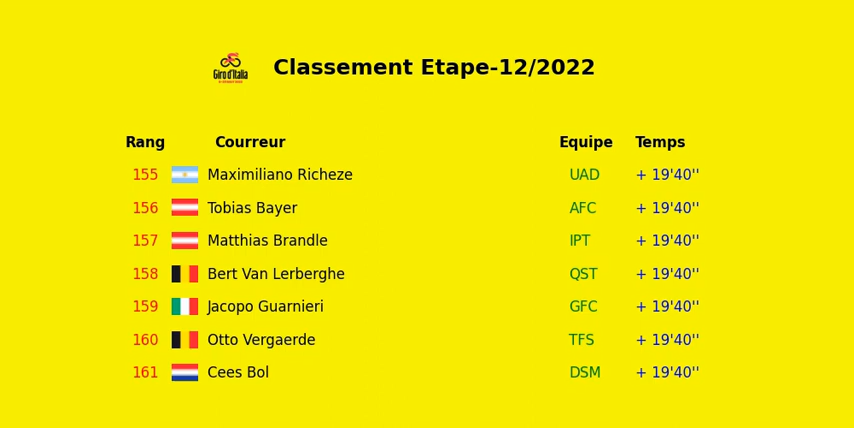 Giro d'Italia
Classement Etape-12/2022
Rang Courreur Equipe Temps
155 Maximiliano Richeze UAD + 19'40''
156 Tobias Bayer AFC + 19'40''
157 Matthias Brandle IPT + 19'40''
158 Bert Van Lerberghe QST + 19'40''
159 Jacopo Guarnieri GFC + 19'40''
160 Otto Vergaerde TFS + 19'40''
161 Cees Bol DSM + 19'40''